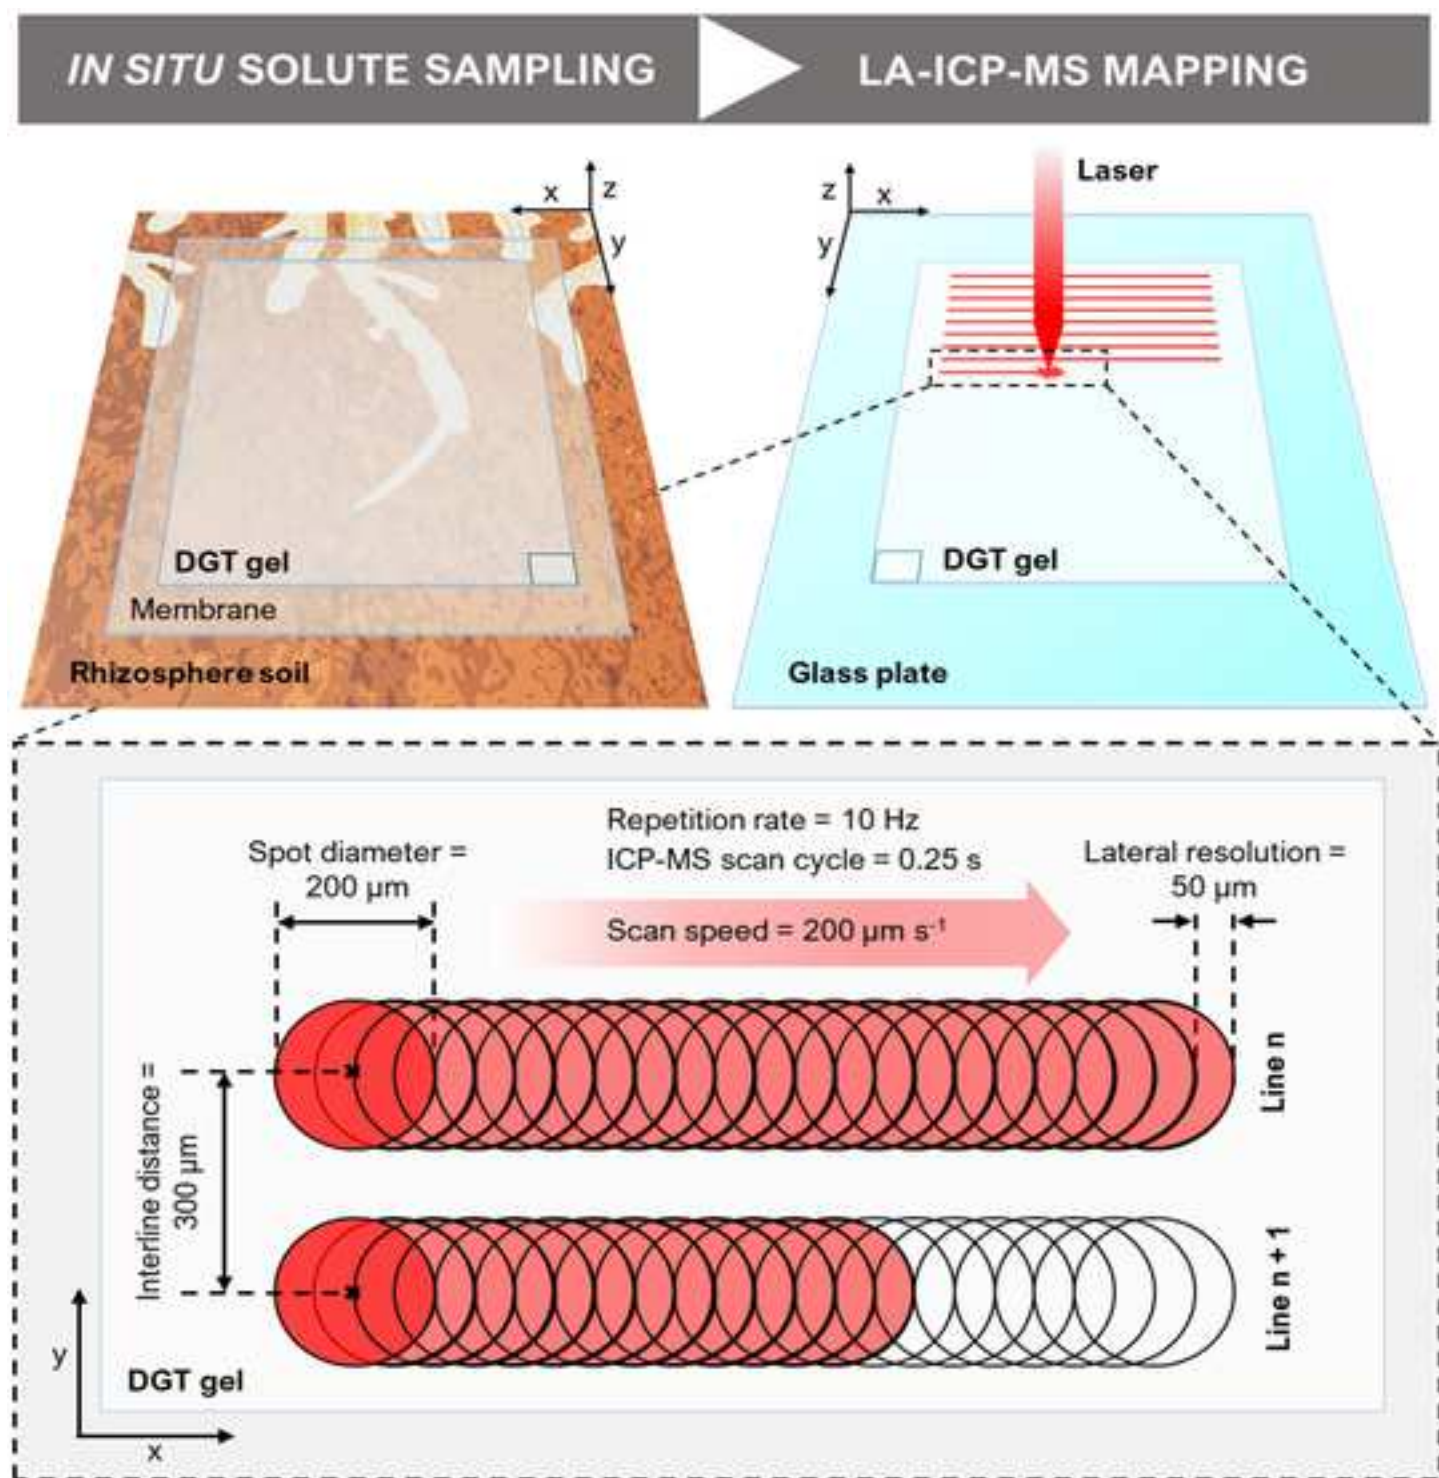 IN SITU SOLUTE SAMPLING
LA-ICP-MS MAPPING
x
z
y
DGT gel
Membrane
Rhizosphere soil
z
x
y
Laser
DGT gel
Glass plate
Repetition rate = 10 Hz
ICP-MS scan cycle = 0.25 s
Spot diameter =
200 µm
Lateral resolution =
50 µm
Scan speed = 200 µm s⁻¹
Interline distance =
300 µm
Line n
Line n + 1
y
DGT gel
x